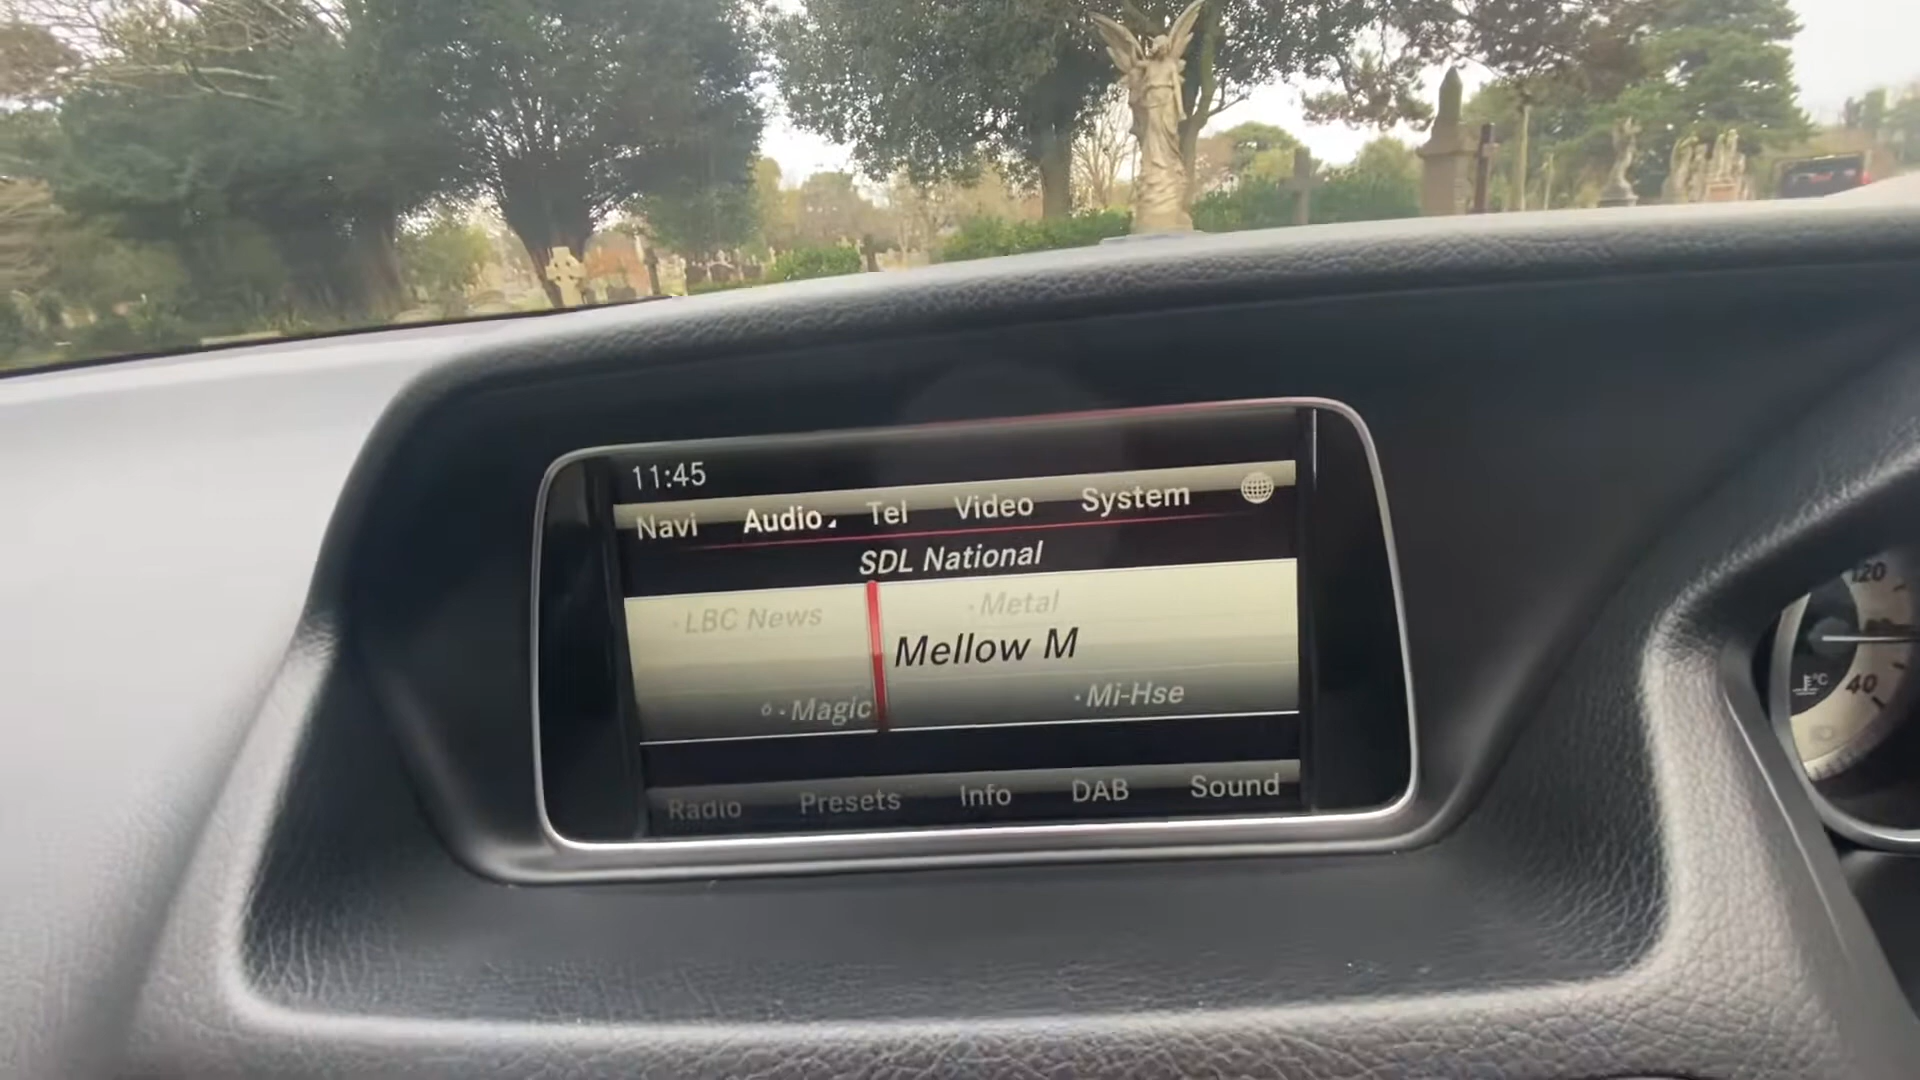 11:45
Navi Audio Tel Video System
SDL National
LBC News
Metal
Mellow M
Magic
Mi-Hse
Radio Presets Info DAB Sound
120
°C
40